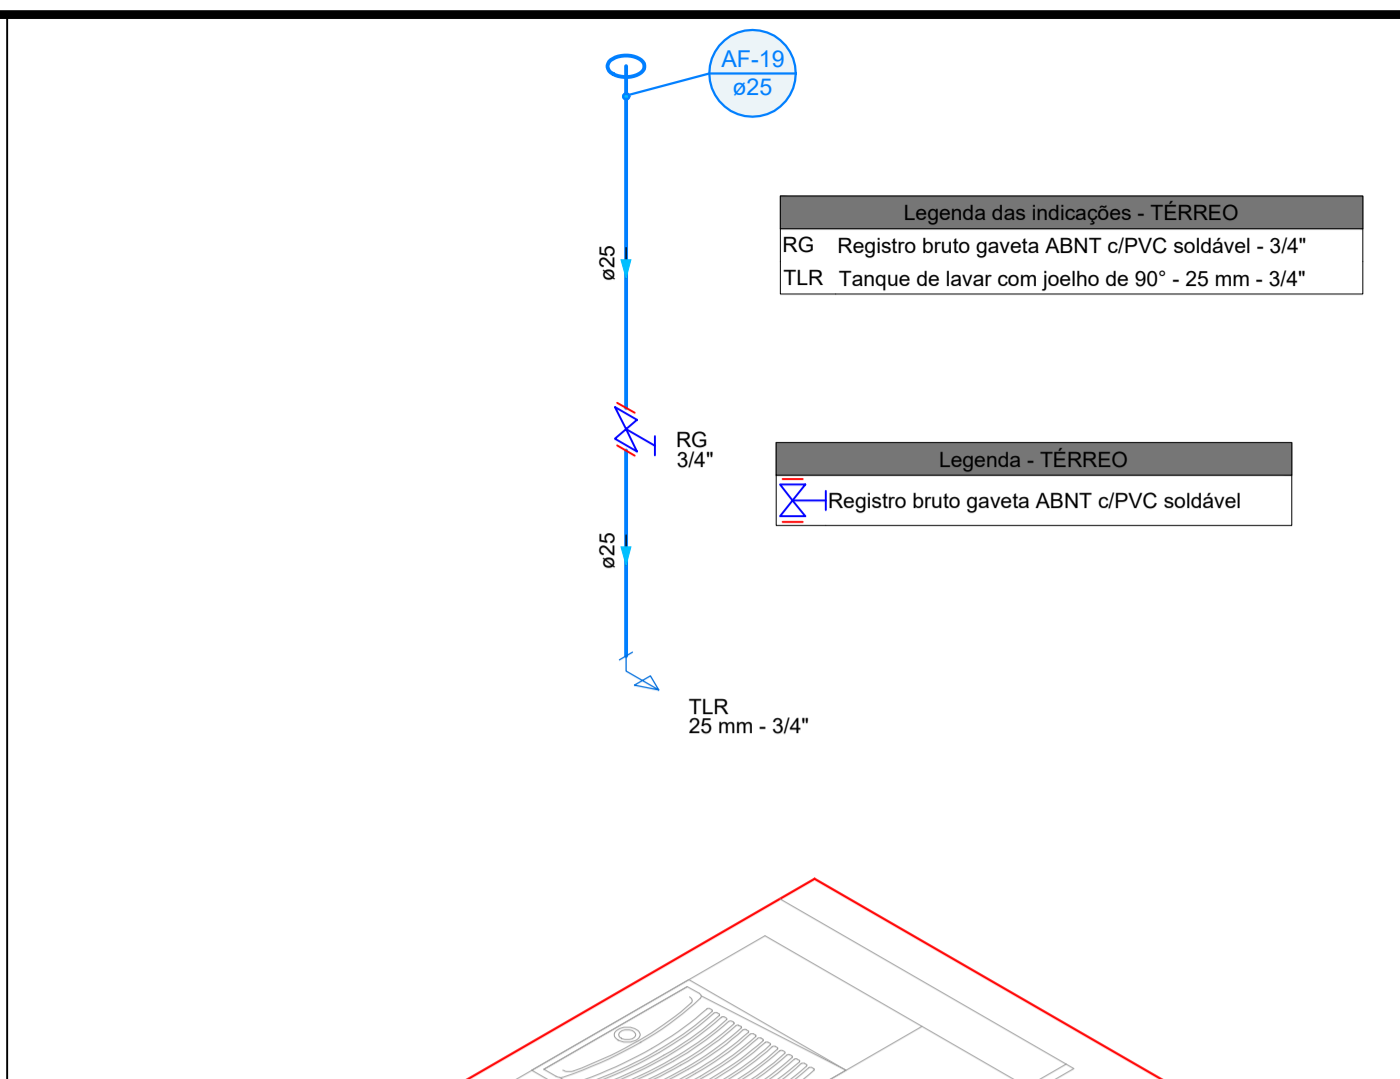 AF-19
ø25
ø25
Legenda das indicações - TÉRREO
RG Registro bruto gaveta ABNT c/PVC soldável - 3/4"
TLR Tanque de lavar com joelho de 90° - 25 mm - 3/4"
RG
3/4"
Legenda - TÉRREO
Registro bruto gaveta ABNT c/PVC soldável
ø25
TLR
25 mm - 3/4"